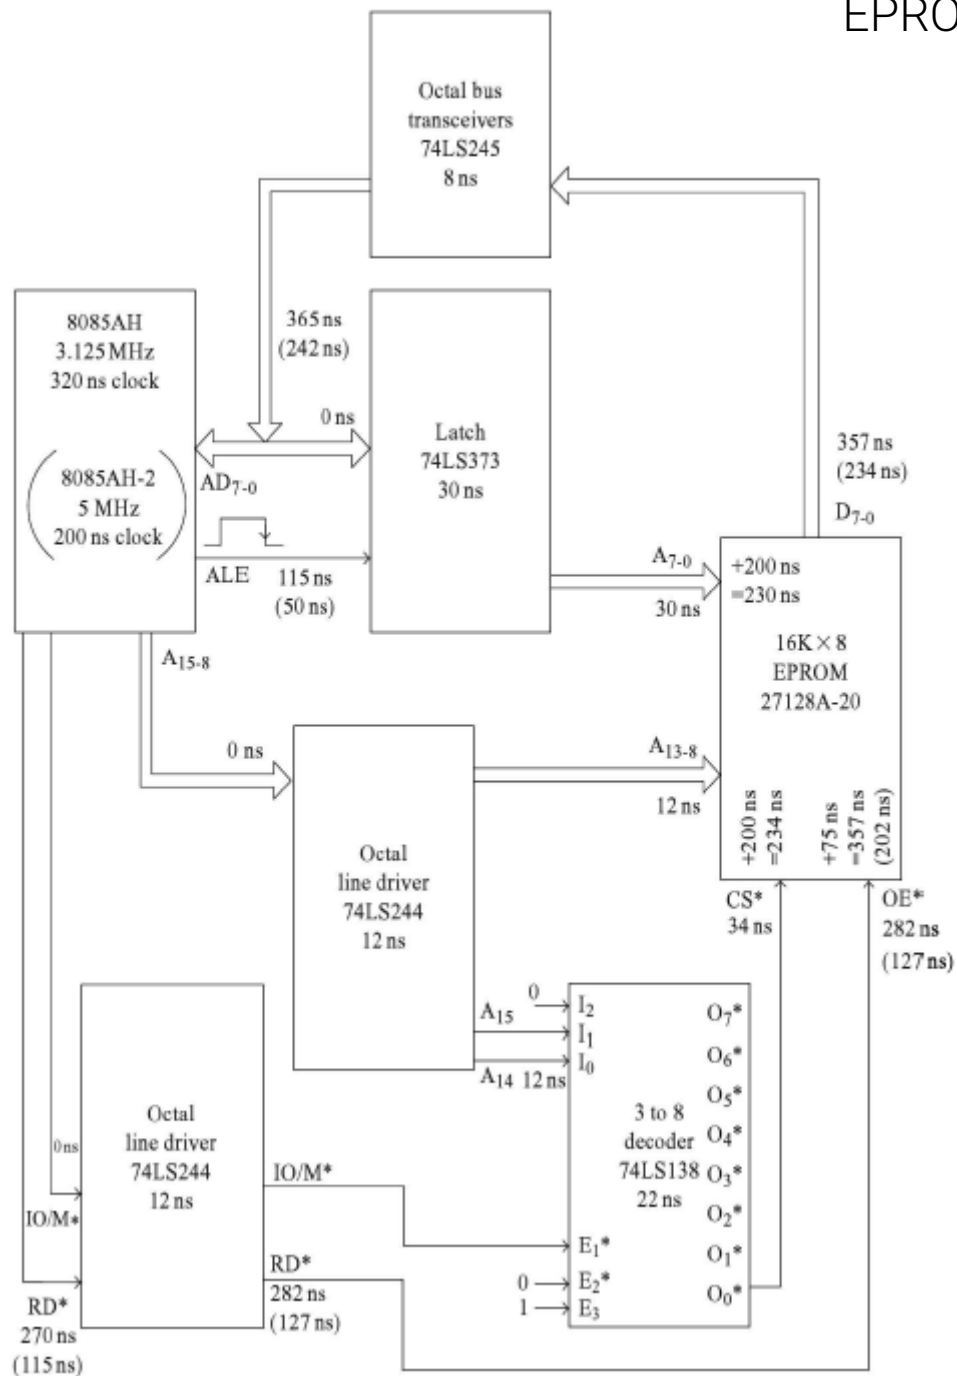 EPRO
Octal bus
transceivers
74LS245
8 ns
8085AH
3.125 MHz
320 ns clock
8085AH-2
5 MHz
200 ns clock
365 ns
(242 ns)
0 ns
AD7-0
ALE
115 ns
(50 ns)
Latch
74LS373
30 ns
357 ns
(234 ns)
D7-0
A7-0
30 ns
+200 ns
=230 ns
16K × 8
EPROM
27128A-20
A15-8
0 ns
Octal
line driver
74LS244
12 ns
A13-8
12 ns
+200 ns
=234 ns
+75 ns
=357 ns
(202 ns)
CS*
34 ns
OE*
282 ns
(127 ns)
A15
A14
12 ns
0
I2
I1
I0
3 to 8
decoder
74LS138
22 ns
O7*
O6*
O5*
O4*
O3*
O2*
O1*
O0*
E1*
0
E2*
1
E3
Octal
line driver
74LS244
12 ns
0 ns
IO/M*
IO/M*
RD*
282 ns
(127 ns)
RD*
270 ns
(115 ns)